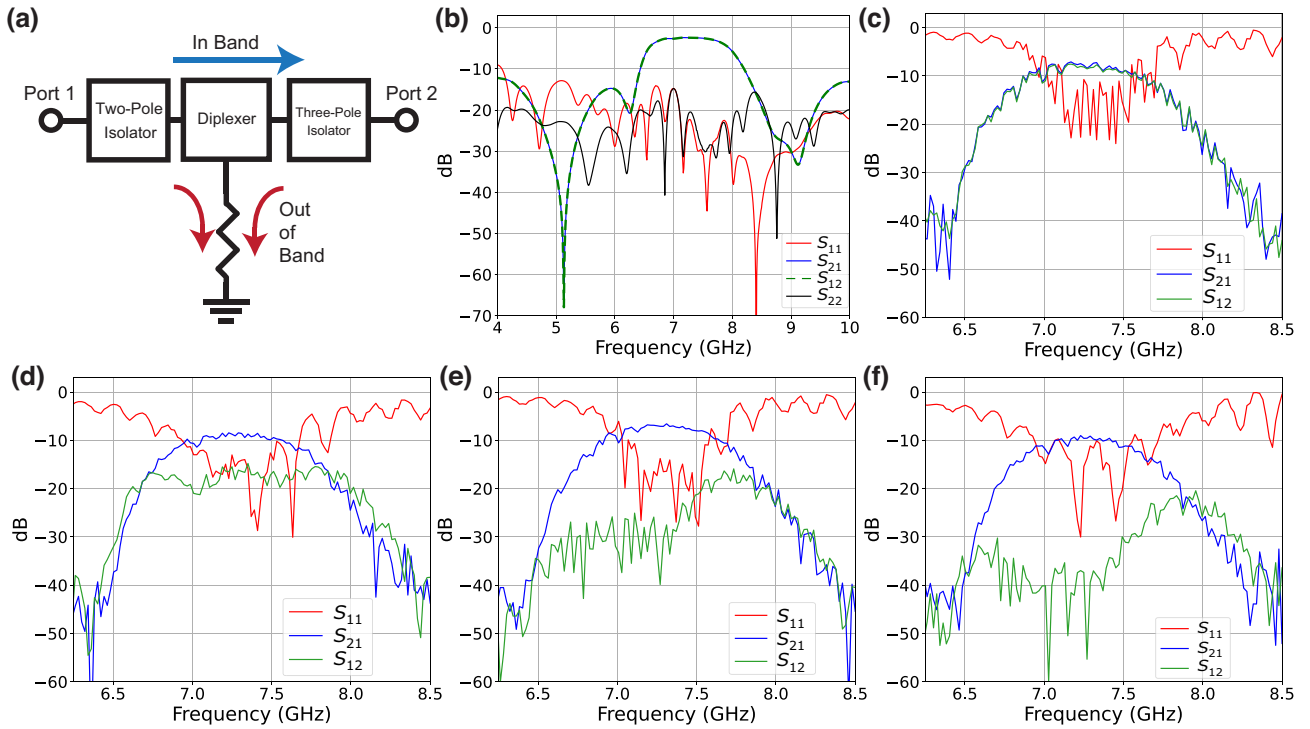 (a)
In Band
Port 1
Two-Pole
Isolator
Diplexer
Three-Pole
Isolator
Port 2
Out
of
Band
(b)
dB
0
−10
−20
−30
−40
−50
−60
−70
S11
S21
S12
S22
4 5 6 7 8 9 10
Frequency (GHz)
(c)
dB
0
−10
−20
−30
−40
−50
−60
S11
S21
S12
6.5 7.0 7.5 8.0 8.5
Frequency (GHz)
(d)
dB
0
−10
−20
−30
−40
−50
−60
S11
S21
S12
6.5 7.0 7.5 8.0 8.5
Frequency (GHz)
(e)
dB
0
−10
−20
−30
−40
−50
−60
S11
S21
S12
6.5 7.0 7.5 8.0 8.5
Frequency (GHz)
(f)
dB
0
−10
−20
−30
−40
−50
−60
S11
S21
S12
6.5 7.0 7.5 8.0 8.5
Frequency (GHz)